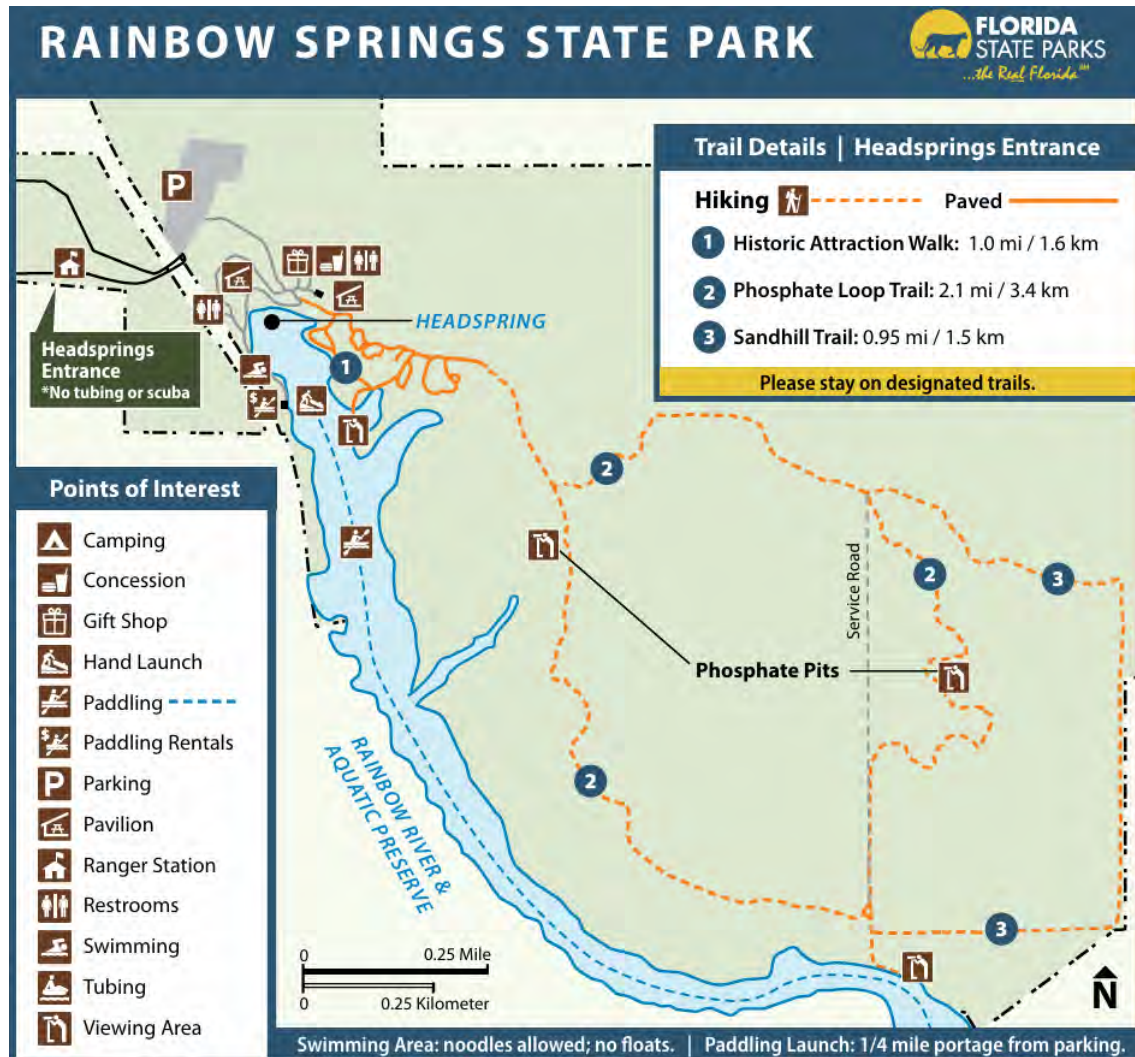 RAINBOW SPRINGS STATE PARK
FLORIDA
STATE PARKS
...the Real Florida℠
Trail Details | Headsprings Entrance
Hiking
Paved
1 Historic Attraction Walk: 1.0 mi / 1.6 km
2 Phosphate Loop Trail: 2.1 mi / 3.4 km
3 Sandhill Trail: 0.95 mi / 1.5 km
Please stay on designated trails.
P
HEADSPRING
Headsprings
Entrance
*No tubing or scuba
1
$
2
2
3
Service Road
Phosphate Pits
2
3
RAINBOW RIVER &
AQUATIC PRESERVE
Points of Interest
Camping
Concession
Gift Shop
Hand Launch
Paddling
$ Paddling Rentals
P Parking
Pavilion
Ranger Station
Restrooms
Swimming
Tubing
Viewing Area
0 0.25 Mile
0 0.25 Kilometer
N
Swimming Area: noodles allowed; no floats. | Paddling Launch: 1/4 mile portage from parking.